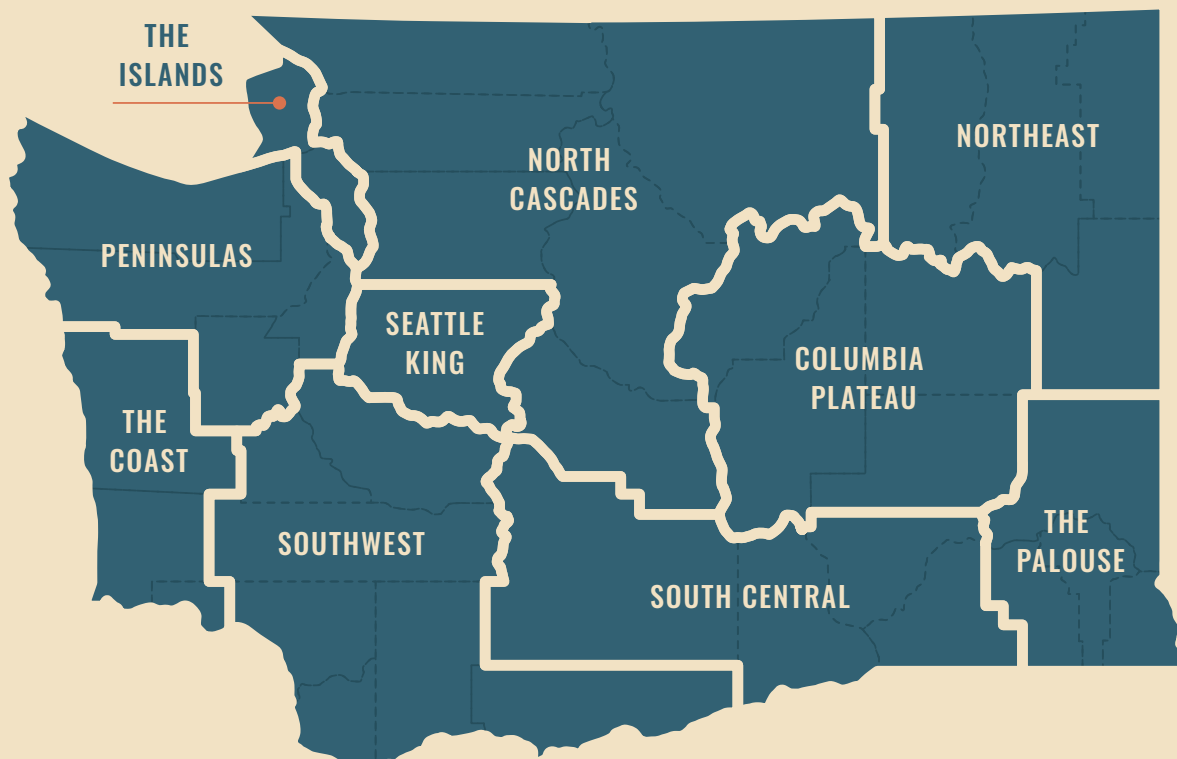 THE
ISLANDS
NORTHEAST
NORTH
CASCADES
PENINSULAS
SEATTLE
KING
COLUMBIA
PLATEAU
THE
COAST
SOUTHWEST
THE
PALOUSE
SOUTH CENTRAL